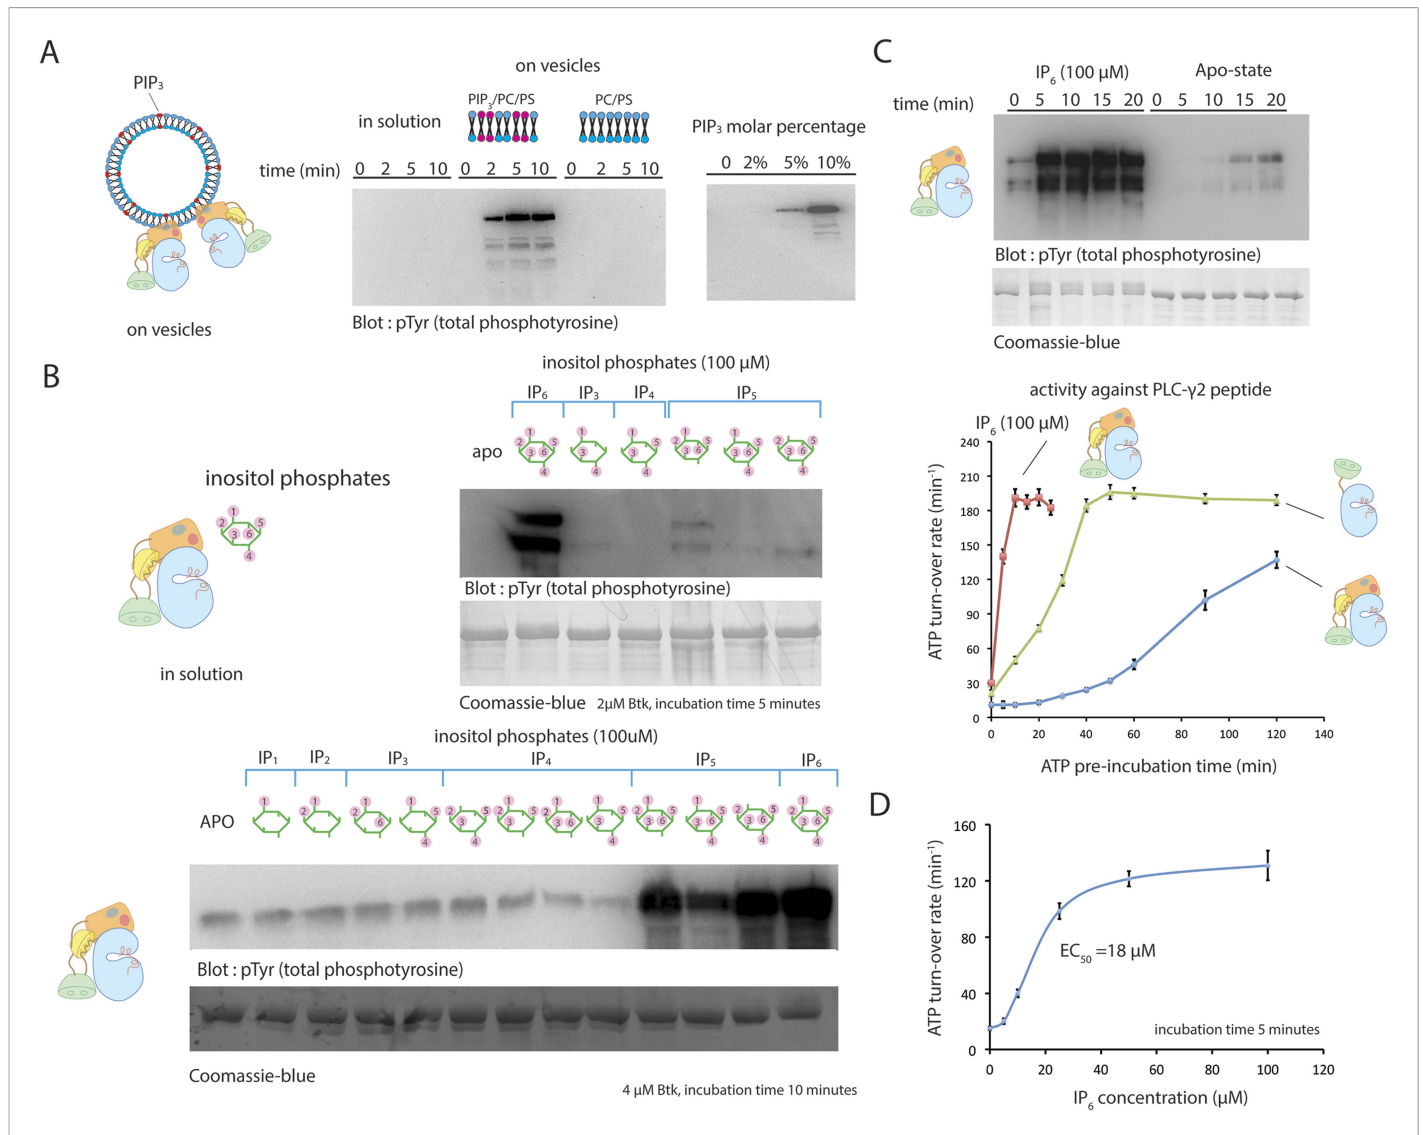 A
PIP3
on vesicles
on vesicles
in solution
PIP3/PC/PS
PC/PS
time (min)
0 2 5 10
0 2 5 10
0 2 5 10
Blot : pTyr (total phosphotyrosine)
PIP3 molar percentage
0 2% 5% 10%
B
inositol phosphates
1 2 3 6 5 4
in solution
inositol phosphates (100 μM)
IP6 IP3 IP4 IP5
apo
Blot : pTyr (total phosphotyrosine)
Coomassie-blue
2μM Btk, incubation time 5 minutes
inositol phosphates (100uM)
IP1 IP2 IP3 IP4 IP5 IP6
APO
Blot : pTyr (total phosphotyrosine)
Coomassie-blue
4 μM Btk, incubation time 10 minutes
C
IP6 (100 μM)
Apo-state
time (min)
0 5 10 15 20
0 5 10 15 20
Blot : pTyr (total phosphotyrosine)
Coomassie-blue
activity against PLC-γ2 peptide
IP6 (100 μM)
ATP turn-over rate (min-1)
240
210
180
150
120
90
60
30
0
0 20 40 60 80 100 120 140
ATP pre-incubation time (min)
D
ATP turn-over rate (min-1)
160
120
80
40
0
EC50 =18 μM
incubation time 5 minutes
0 20 40 60 80 100 120
IP6 concentration (μM)